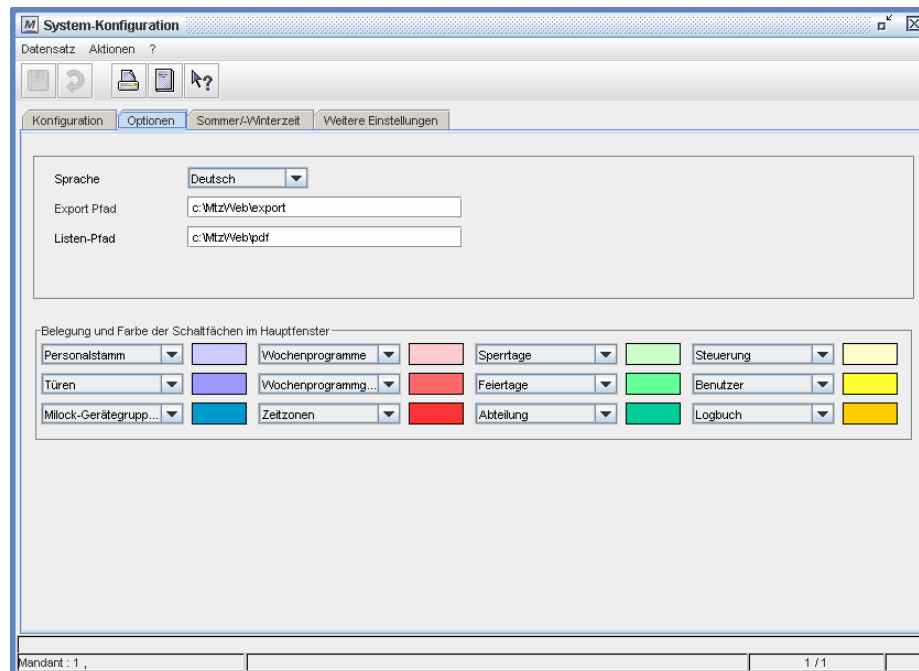 M System-Konfiguration
Datensatz Aktionen ?
Konfiguration Optionen Sommer/-Winterzeit Weitere Einstellungen
Sprache Deutsch
Export Pfad c:\MtzWeb\export
Listen-Pfad c:\MtzWeb\pdf
Belegung und Farbe der Schaltfächen im Hauptfenster
Personalstamm Wochenprogramme Sperrtage Steuerung
Türen Wochenprogrammg... Feiertage Benutzer
Milock-Gerätegrupp... Zeitzonen Abteilung Logbuch
Mandant : 1 , 1 / 1